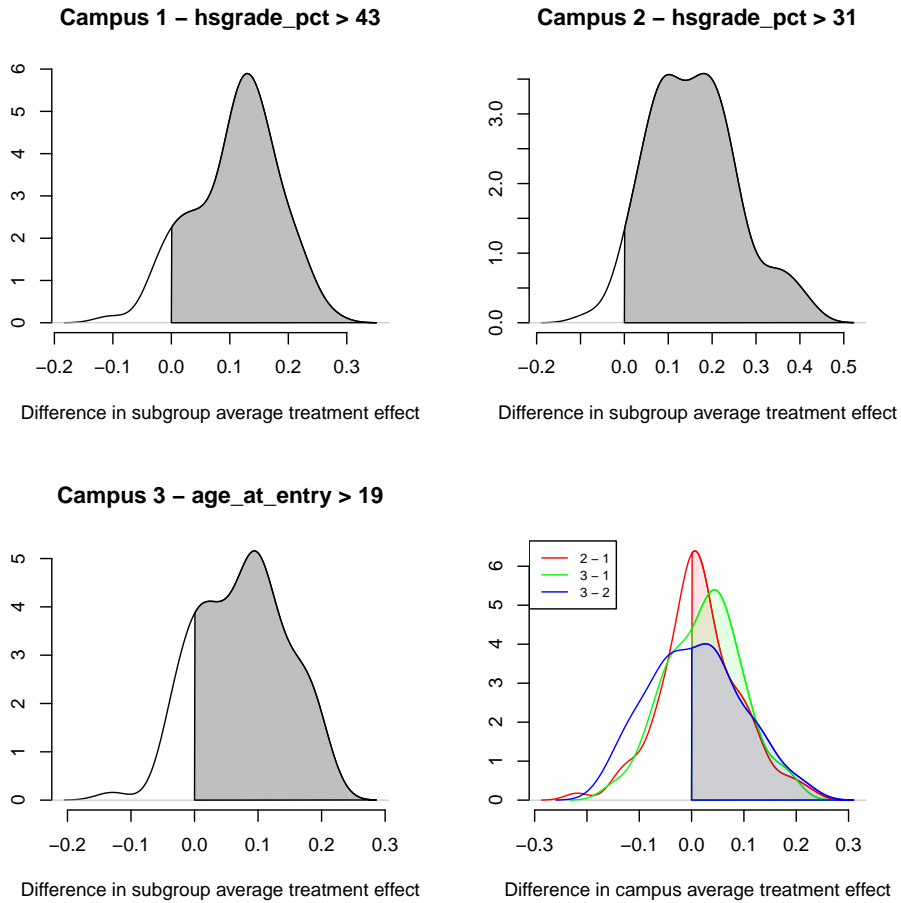 Campus 1 − hsgrade_pct > 43
6
5
4
3
2
1
0
−0.2 −0.1 0.0 0.1 0.2 0.3
Difference in subgroup average treatment effect
Campus 2 − hsgrade_pct > 31
3.0
2.0
1.0
0.0
−0.2 0.0 0.1 0.2 0.3 0.4 0.5
Difference in subgroup average treatment effect
Campus 3 − age_at_entry > 19
5
4
3
2
1
0
−0.2 −0.1 0.0 0.1 0.2 0.3
Difference in subgroup average treatment effect
2 − 1
3 − 1
3 − 2
6
5
4
3
2
1
0
−0.3 −0.1 0.0 0.1 0.2 0.3
Difference in campus average treatment effect